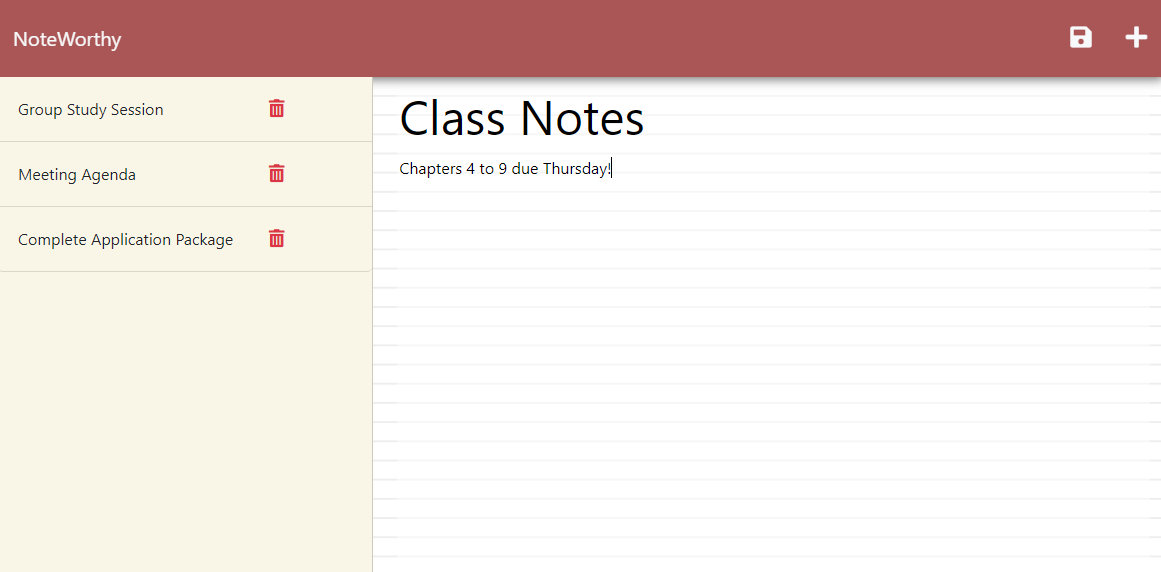 NoteWorthy
Group Study Session
Meeting Agenda
Complete Application Package
Class Notes
Chapters 4 to 9 due Thursday!